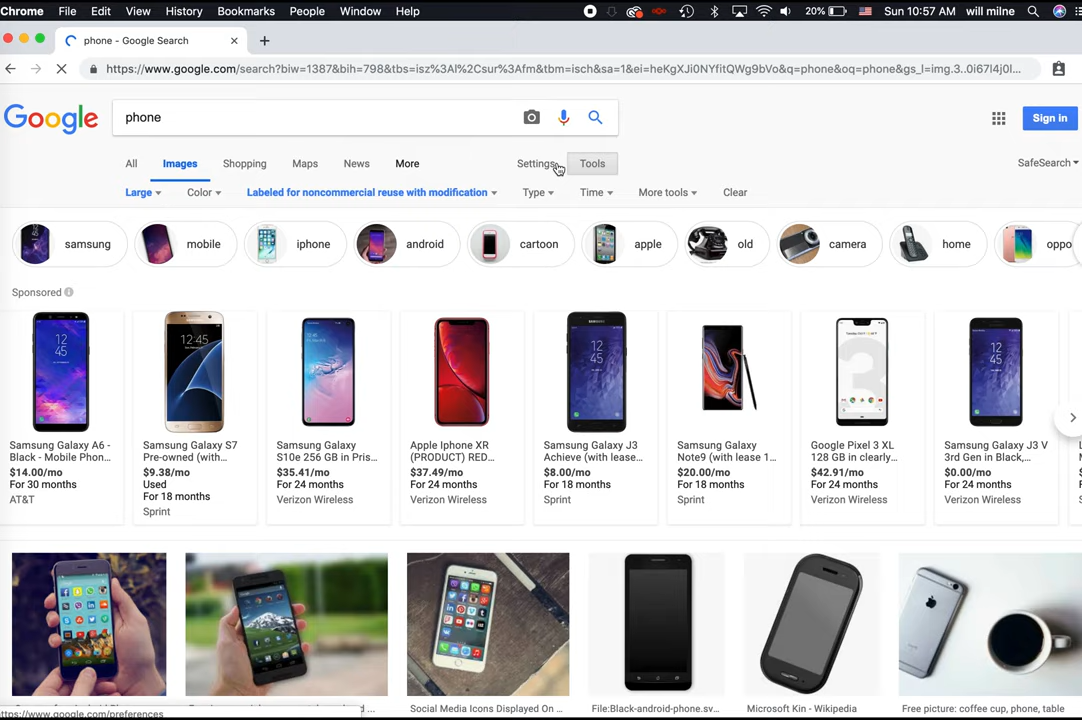 Chrome File Edit View History Bookmarks People Window Help 20% Sun 10:57 AM will milne
phone - Google Search
https://www.google.com/search?biw=1387&bih=798&tbs=isz%3Al%2Csur%3Afm&tbm=isch&sa=1&ei=heKgXJi0NYfitQWg9bVo&q=phone&oq=phone&gs_l=img.3..0i67l4j0l...
Google phone Sign in
All Images Shopping Maps News More Settings Tools SafeSearch
Large Color Labeled for noncommercial reuse with modification Type Time More tools Clear
samsung mobile iphone android cartoon apple old camera home oppo
Sponsored
Samsung Galaxy A6 -
Black - Mobile Phon...
$14.00/mo
For 30 months
AT&T
Samsung Galaxy S7
Pre-owned (with...
$9.38/mo
Used
For 18 months
Sprint
Samsung Galaxy
S10e 256 GB in Pris...
$35.41/mo
For 24 months
Verizon Wireless
Apple Iphone XR
(PRODUCT) RED...
$37.49/mo
For 24 months
Verizon Wireless
Samsung Galaxy J3
Achieve (with lease...
$8.00/mo
For 18 months
Sprint
Samsung Galaxy
Note9 (with lease 1...
$20.00/mo
For 18 months
Sprint
Google Pixel 3 XL
128 GB in clearly...
$42.91/mo
For 24 months
Verizon Wireless
Samsung Galaxy J3 V
3rd Gen in Black,...
$0.00/mo
For 24 months
Verizon Wireless
Social Media Icons Displayed On ...
File:Black-android-phone.sv...
Microsoft Kin - Wikipedia
Free picture: coffee cup, phone, table
ttps://www.google.com/preferences